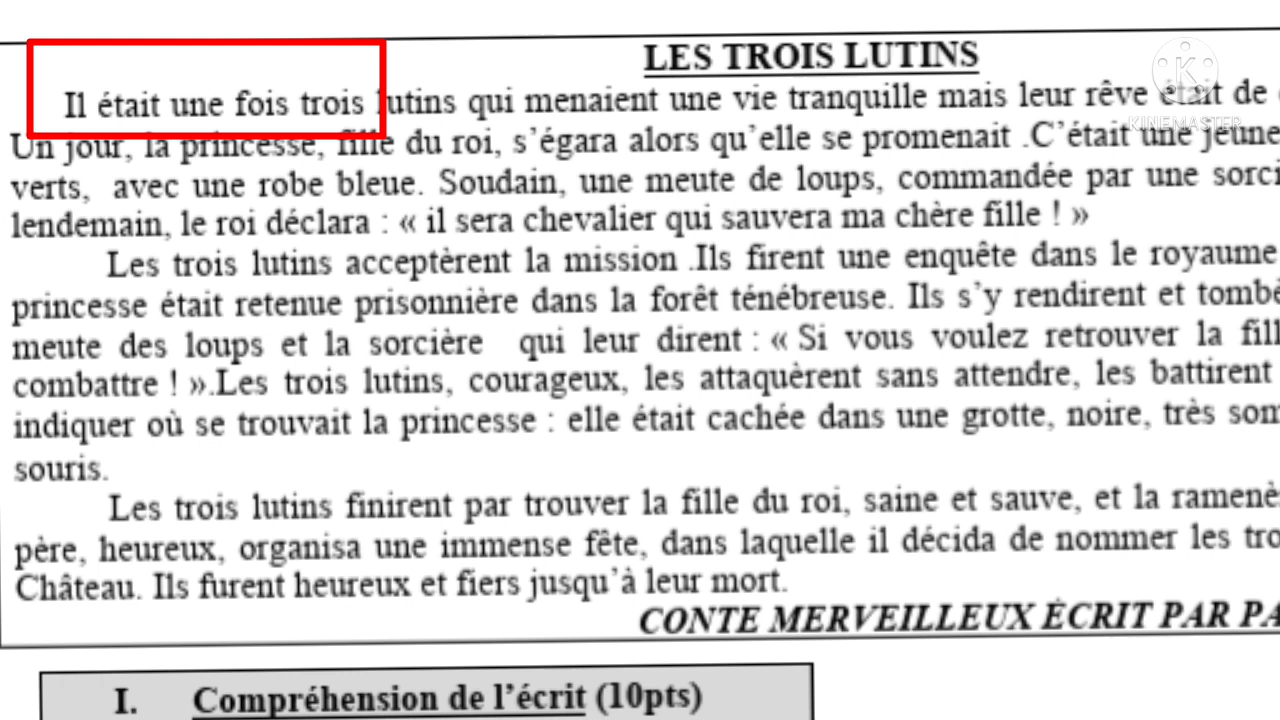 LES TROIS LUTINS
KINEMASTER
Il était une fois trois lutins qui menaient une vie tranquille mais leur rêve était de
Un jour, la princesse, fille du roi, s’égara alors qu’elle se promenait .C’était une jeune
verts, avec une robe bleue. Soudain, une meute de loups, commandée par une
lendemain, le roi déclara : « il sera chevalier qui sauvera ma chère fille ! »
Les trois lutins acceptèrent la mission .Ils firent une enquête dans le royaume
princesse était retenue prisonnière dans la forêt ténébreuse. Ils s’y rendirent et
meute des loups et la sorcière qui leur dirent : « Si vous voulez retrouver la
combattre ! ».Les trois lutins, courageux, les attaquèrent sans attendre, les battirent
indiquer où se trouvait la princesse : elle était cachée dans une grotte, noire, très
souris.
Les trois lutins finirent par trouver la fille du roi, saine et sauve, et la
père, heureux, organisa une immense fête, dans laquelle il décida de nommer les
Château. Ils furent heureux et fiers jusqu’à leur mort.
CONTE MERVEILLEUX ÉCRIT PAR
I. Compréhension de l’écrit (10pts)